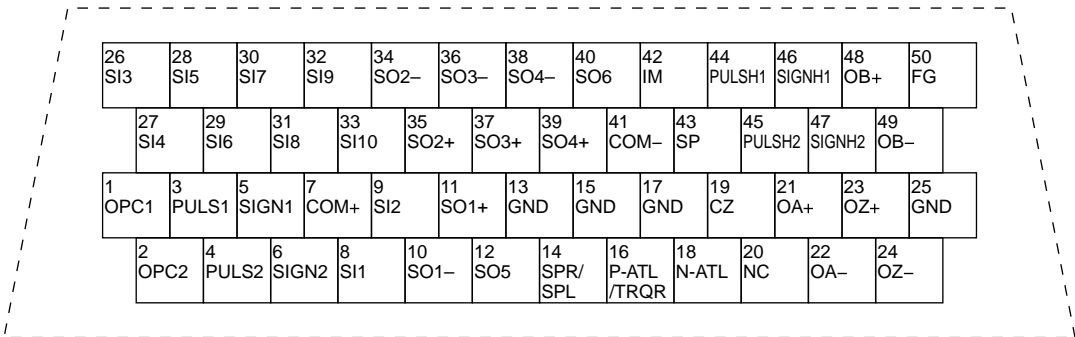 26 28 30 32 34 36 38 40 42 44 46 48 50
SI3 SI5 SI7 SI9 SO2– SO3– SO4– SO6 IM PULSH1 SIGNH1 OB+ FG
27 29 31 33 35 37 39 41 43 45 47 49
SI4 SI6 SI8 SI10 SO2+ SO3+ SO4+ COM– SP PULSH2 SIGNH2 OB–
1 3 5 7 9 11 13 15 17 19 21 23 25
OPC1 PULS1 SIGN1 COM+ SI2 SO1+ GND GND GND CZ OA+ OZ+ GND
2 4 6 8 10 12 14 16 18 20 22 24
OPC2 PULS2 SIGN2 SI1 SO1– SO5 SPR/ P-ATL N-ATL NC OA– OZ–
SPL /TRQR